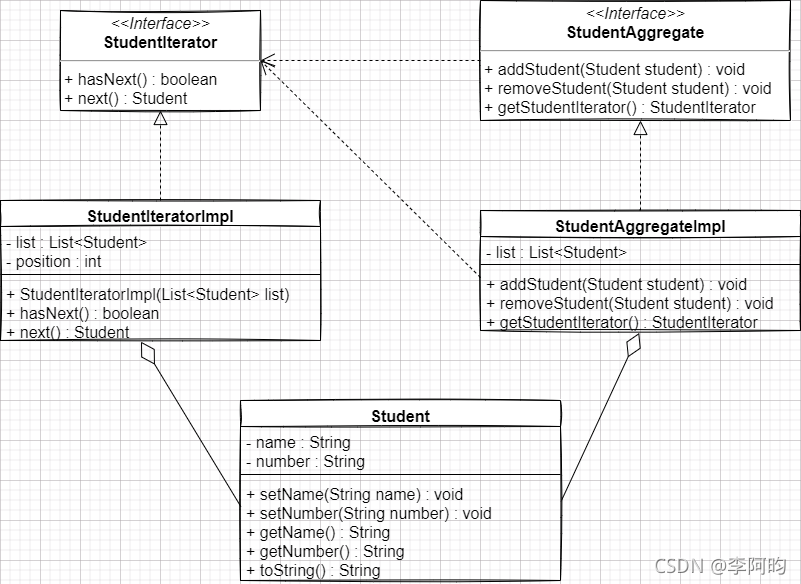 <<Interface>>
StudentIterator
+ hasNext() : boolean
+ next() : Student
<<Interface>>
StudentAggregate
+ addStudent(Student student) : void
+ removeStudent(Student student) : void
+ getStudentIterator() : StudentIterator
StudentIteratorImpl
- list : List<Student>
- position : int
+ StudentIteratorImpl(List<Student> list)
+ hasNext() : boolean
+ next() : Student
StudentAggregateImpl
- list : List<Student>
+ addStudent(Student student) : void
+ removeStudent(Student student) : void
+ getStudentIterator() : StudentIterator
Student
- name : String
- number : String
+ setName(String name) : void
+ setNumber(String number) : void
+ getName() : String
+ getNumber() : String
+ toString() : String
CSDN @李阿昀